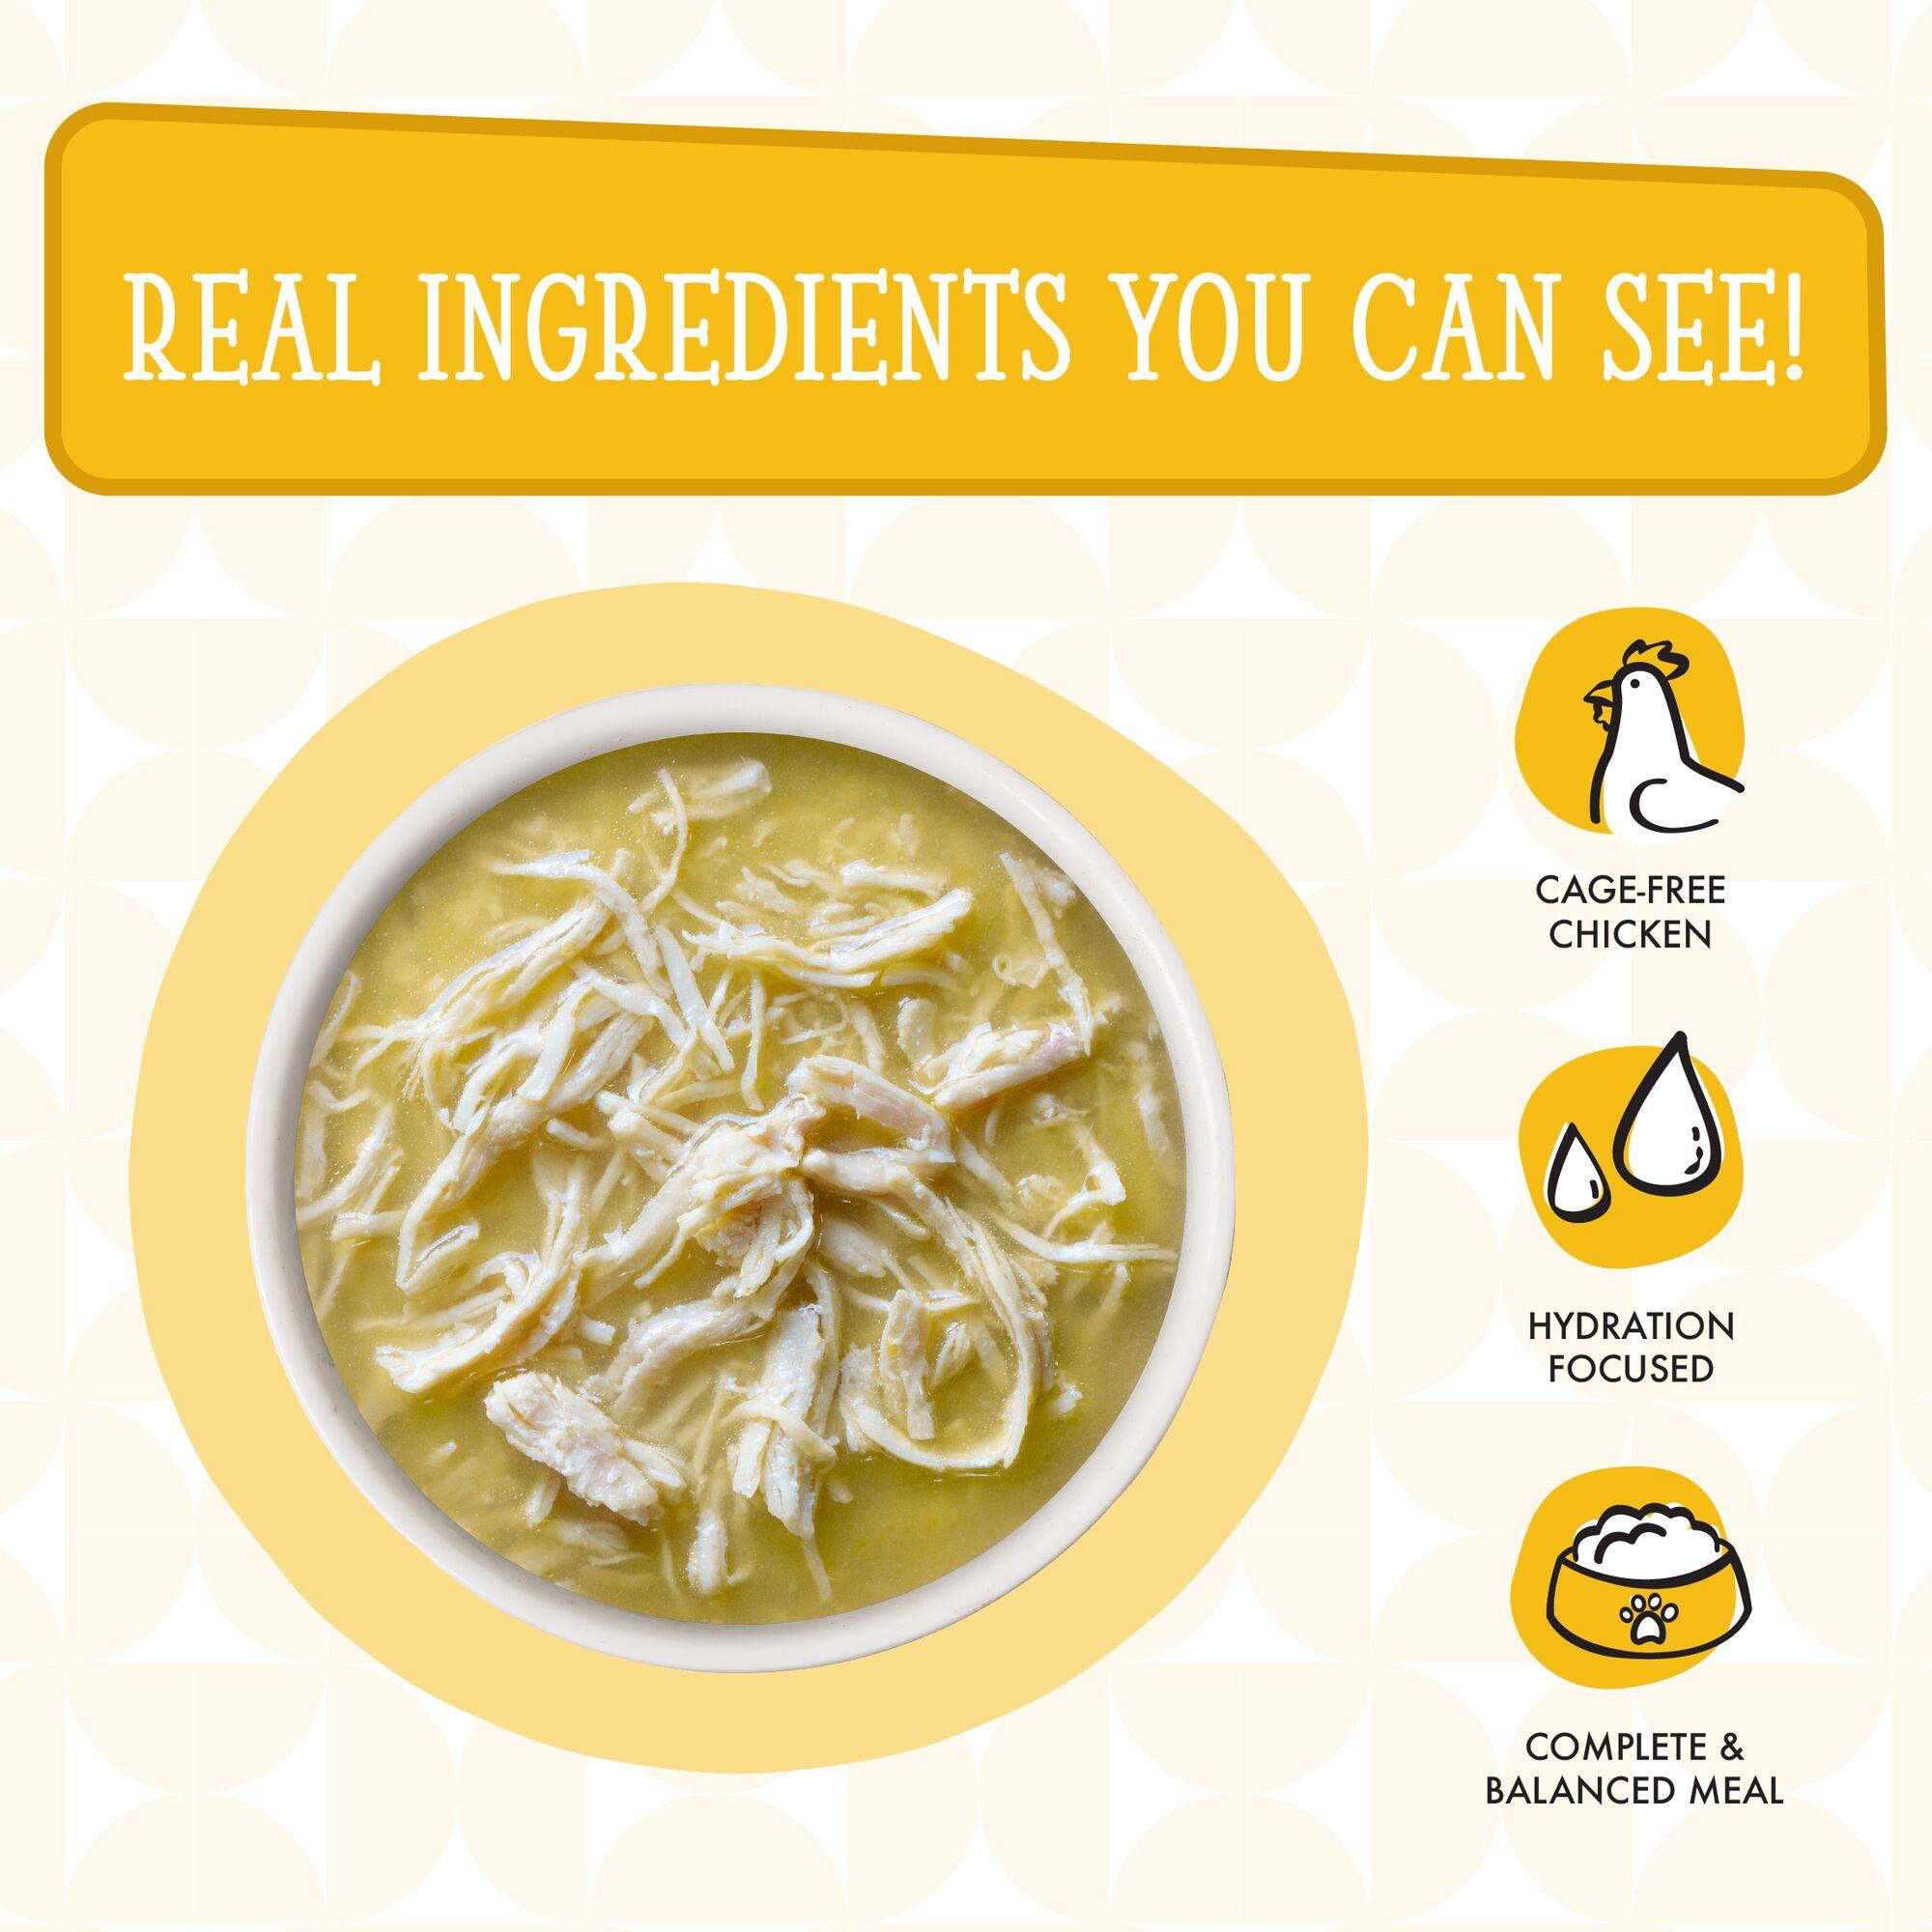 REAL INGREDIENTS YOU CAN SEE!
CAGE-FREE
CHICKEN
HYDRATION
FOCUSED
COMPLETE &
BALANCED MEAL